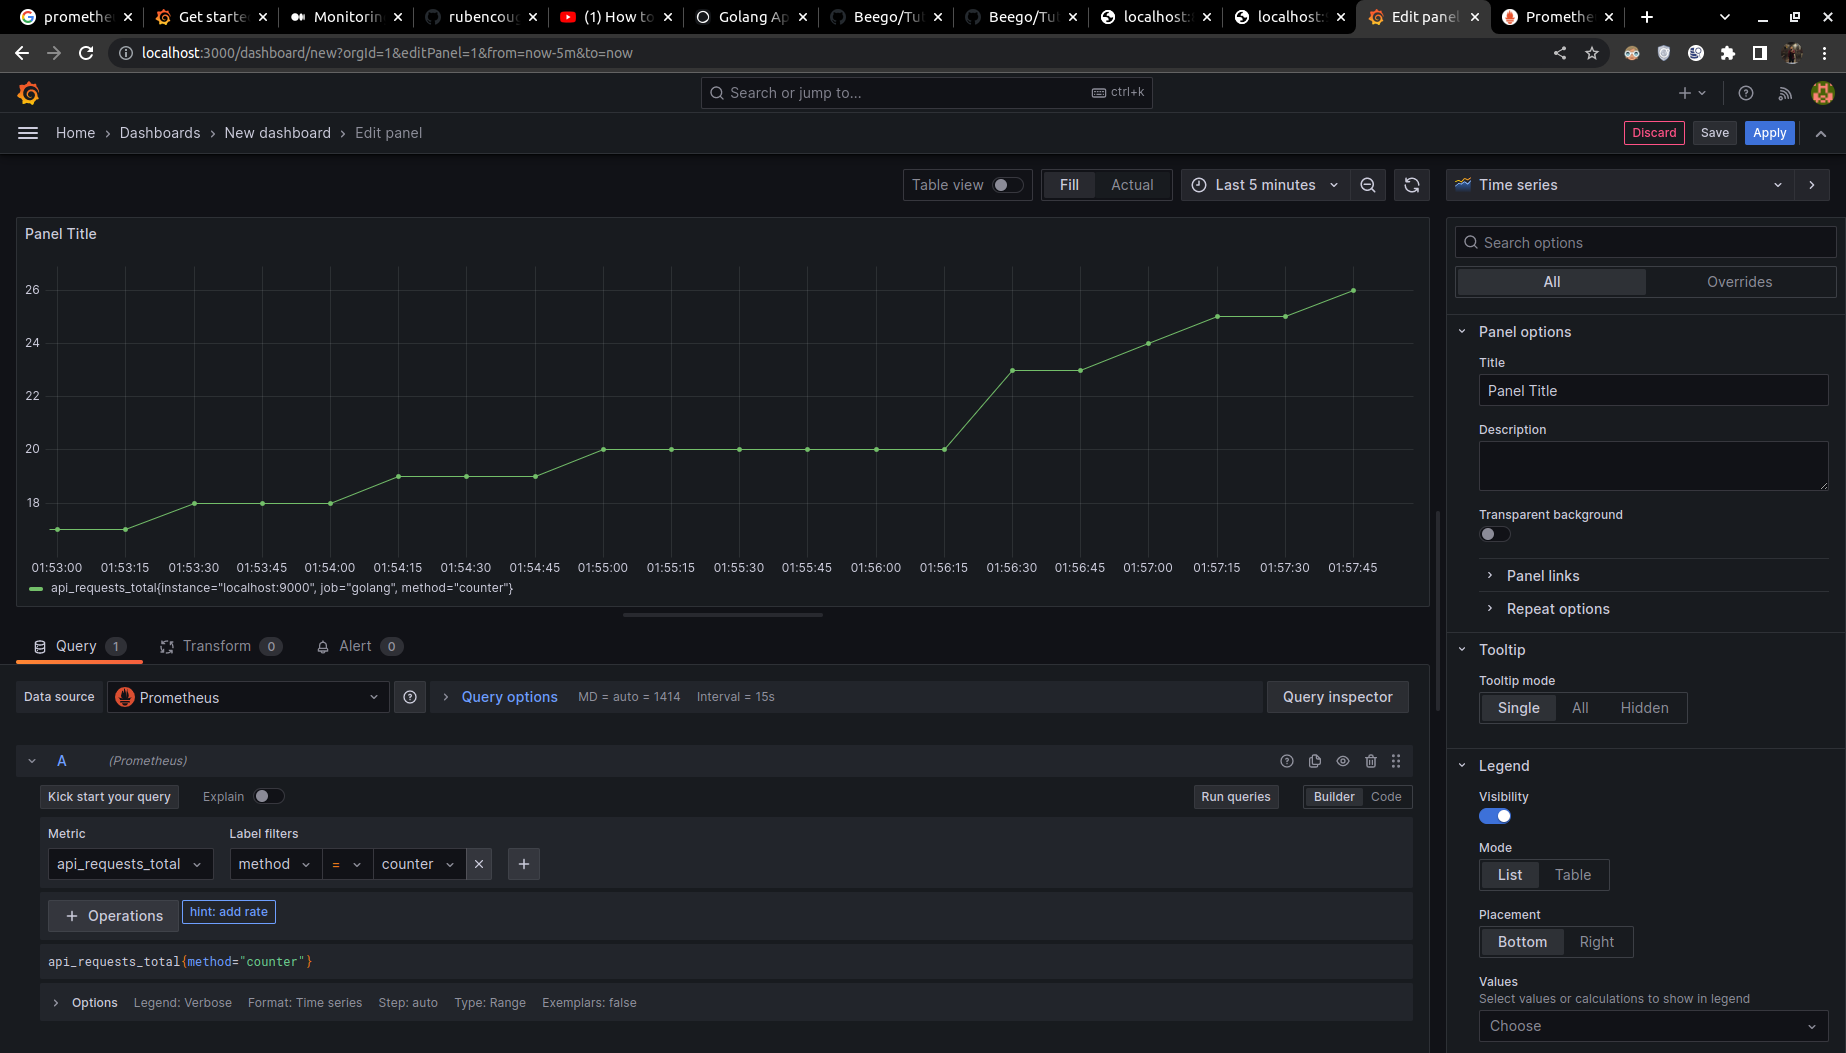 promethe
Get starte
Monitorin
rubencoug
(1) How to
Golang Ap
Beego/Tu
Beego/Tu
localhost:
localhost:
Edit panel
Promethe
localhost:3000/dashboard/new?orgId=1&editPanel=1&from=now-5m&to=now
Search or jump to...
ctrl+k
Home › Dashboards › New dashboard › Edit panel
Discard
Save
Apply
Table view
Fill
Actual
Last 5 minutes
Time series
Panel Title
26
24
22
20
18
01:53:00 01:53:15 01:53:30 01:53:45 01:54:00 01:54:15 01:54:30 01:54:45 01:55:00 01:55:15 01:55:30 01:55:45 01:56:00 01:56:15 01:56:30 01:56:45 01:57:00 01:57:15 01:57:30 01:57:45
api_requests_total{instance="localhost:9000", job="golang", method="counter"}
Query 1
Transform 0
Alert 0
Data source
Prometheus
Query options
MD = auto = 1414
Interval = 15s
Query inspector
A
(Prometheus)
Kick start your query
Explain
Run queries
Builder
Code
Metric
Label filters
api_requests_total
method
=
counter
+ Operations
hint: add rate
api_requests_total{method="counter"}
Options
Legend: Verbose
Format: Time series
Step: auto
Type: Range
Exemplars: false
Search options
All
Overrides
Panel options
Title
Panel Title
Description
Transparent background
Panel links
Repeat options
Tooltip
Tooltip mode
Single
All
Hidden
Legend
Visibility
Mode
List
Table
Placement
Bottom
Right
Values
Select values or calculations to show in legend
Choose